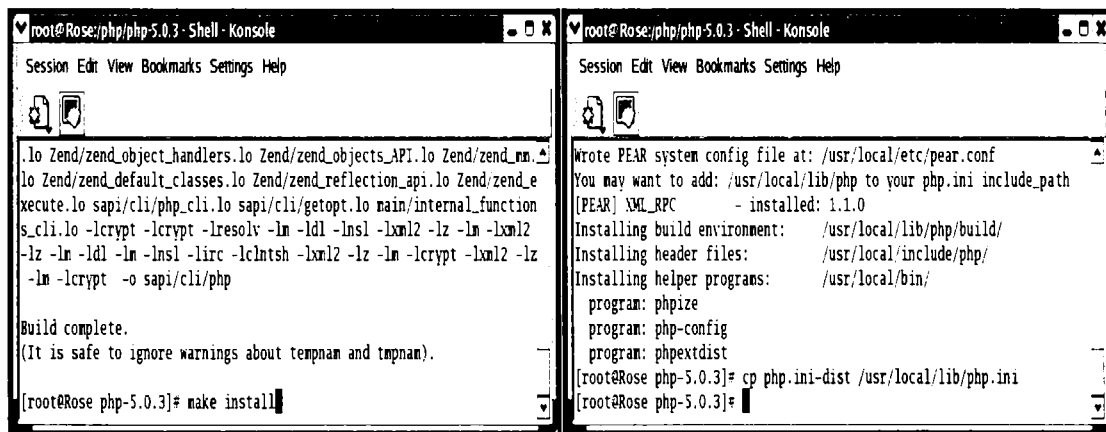 root@Rose:/php/php-5.0.3 - Shell - Konsole
Session Edit View Bookmarks Settings Help
.lo Zend/zend_object_handlers.lo Zend/zend_objects_API.lo Zend/zend_mm.
lo Zend/zend_default_classes.lo Zend/zend_reflection_api.lo Zend/zend_e
xecute.lo sapi/cli/php_cli.lo sapi/cli/getopt.lo main/internal_function
s_cli.lo -lcrypt -lcrypt -lresolv -lm -ldl -lnsl -lxml2 -lz -lm -lxml2
-lz -lm -ldl -lm -lnsl -lirc -lclntsh -lxml2 -lz -lm -lcrypt -lxml2 -lz
-lm -lcrypt -o sapi/cli/php
Build complete.
(It is safe to ignore warnings about tempnam and tmpnam).
[root@Rose php-5.0.3]# make install
root@Rose:/php/php-5.0.3 - Shell - Konsole
Session Edit View Bookmarks Settings Help
Wrote PEAR system config file at: /usr/local/etc/pear.conf
You may want to add: /usr/local/lib/php to your php.ini include_path
[PEAR] XML_RPC - installed: 1.1.0
Installing build environment: /usr/local/lib/php/build/
Installing header files: /usr/local/include/php/
Installing helper programs: /usr/local/bin/
program: phpize
program: php-config
program: phpextdist
[root@Rose php-5.0.3]# cp php.ini-dist /usr/local/lib/php.ini
[root@Rose php-5.0.3]#